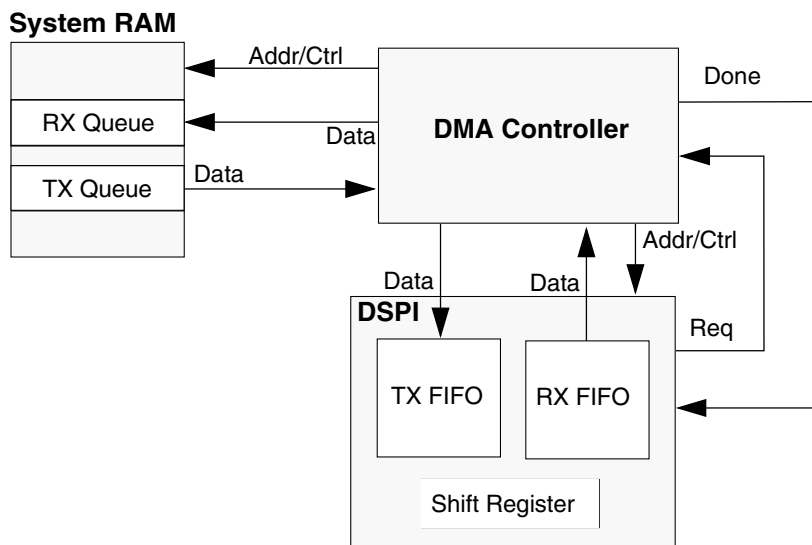 System RAM
Addr/Ctrl
Done
RX Queue
Data
DMA Controller
TX Queue
Data
Addr/Ctrl
Data
Data
DSPI
Req
TX FIFO
RX FIFO
Shift Register